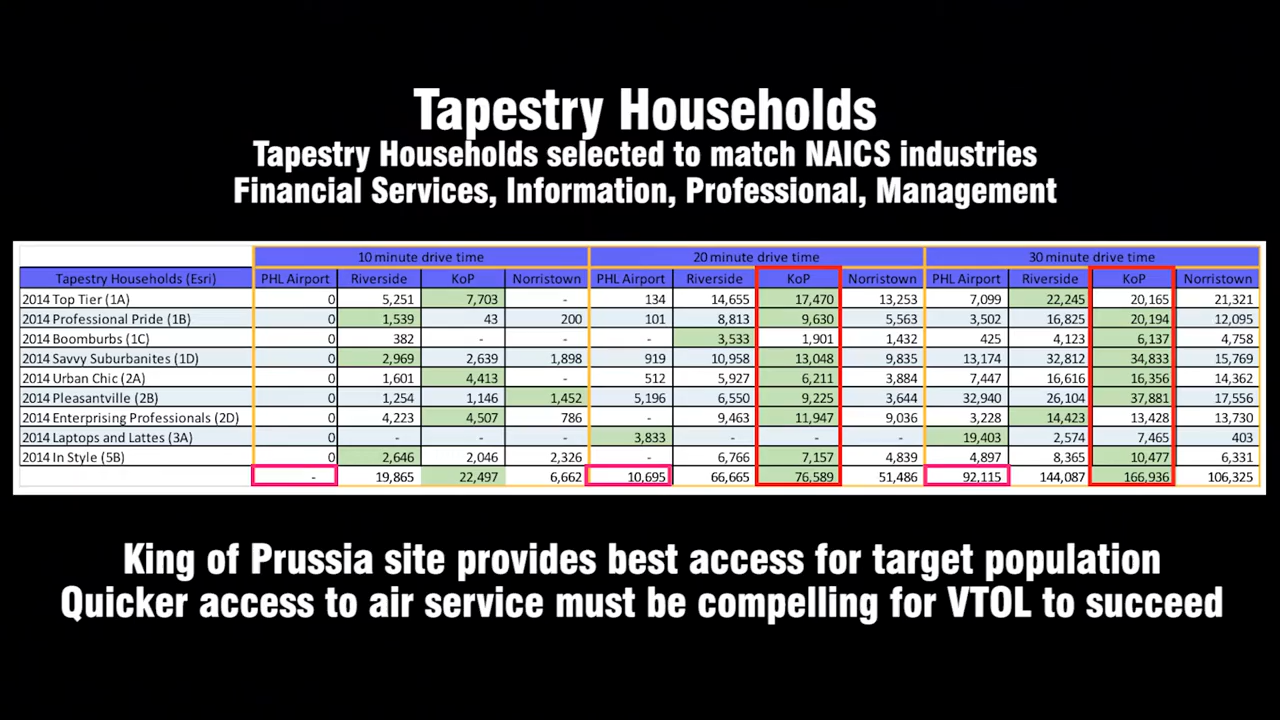 Tapestry Households
Tapestry Households selected to match NAICS industries
Financial Services, Information, Professional, Management
10 minute drive time 20 minute drive time 30 minute drive time
Tapestry Households (Esri) PHL Airport Riverside KoP Norristown PHL Airport Riverside KoP Norristown PHL Airport Riverside KoP Norristown
2014 Top Tier (1A) 0 5,251 7,703 - 134 14,655 17,470 13,253 7,099 22,245 20,165 21,321
2014 Professional Pride (1B) 0 1,539 43 200 101 8,813 9,630 5,563 3,502 16,825 20,194 12,095
2014 Boomburbs (1C) 0 382 - - - 3,533 1,901 1,432 425 4,123 6,137 4,758
2014 Savvy Suburbanites (1D) 0 2,969 2,639 1,898 919 10,958 13,048 9,835 13,174 32,812 34,833 15,769
2014 Urban Chic (2A) 0 1,601 4,413 - 512 5,927 6,211 3,884 7,447 16,616 16,356 14,362
2014 Pleasantville (2B) 0 1,254 1,146 1,452 5,196 6,550 9,225 3,644 32,940 26,104 37,881 17,556
2014 Enterprising Professionals (2D) 0 4,223 4,507 786 - 9,463 11,947 9,036 3,228 14,423 13,428 13,730
2014 Laptops and Lattes (3A) 0 - - - 3,833 - - - 19,403 2,574 7,465 403
2014 In Style (5B) 0 2,646 2,046 2,326 - 6,766 7,157 4,839 4,897 8,365 10,477 6,331
- 19,865 22,497 6,662 10,695 66,665 76,589 51,486 92,115 144,087 166,936 106,325
King of Prussia site provides best access for target population
Quicker access to air service must be compelling for VTOL to succeed